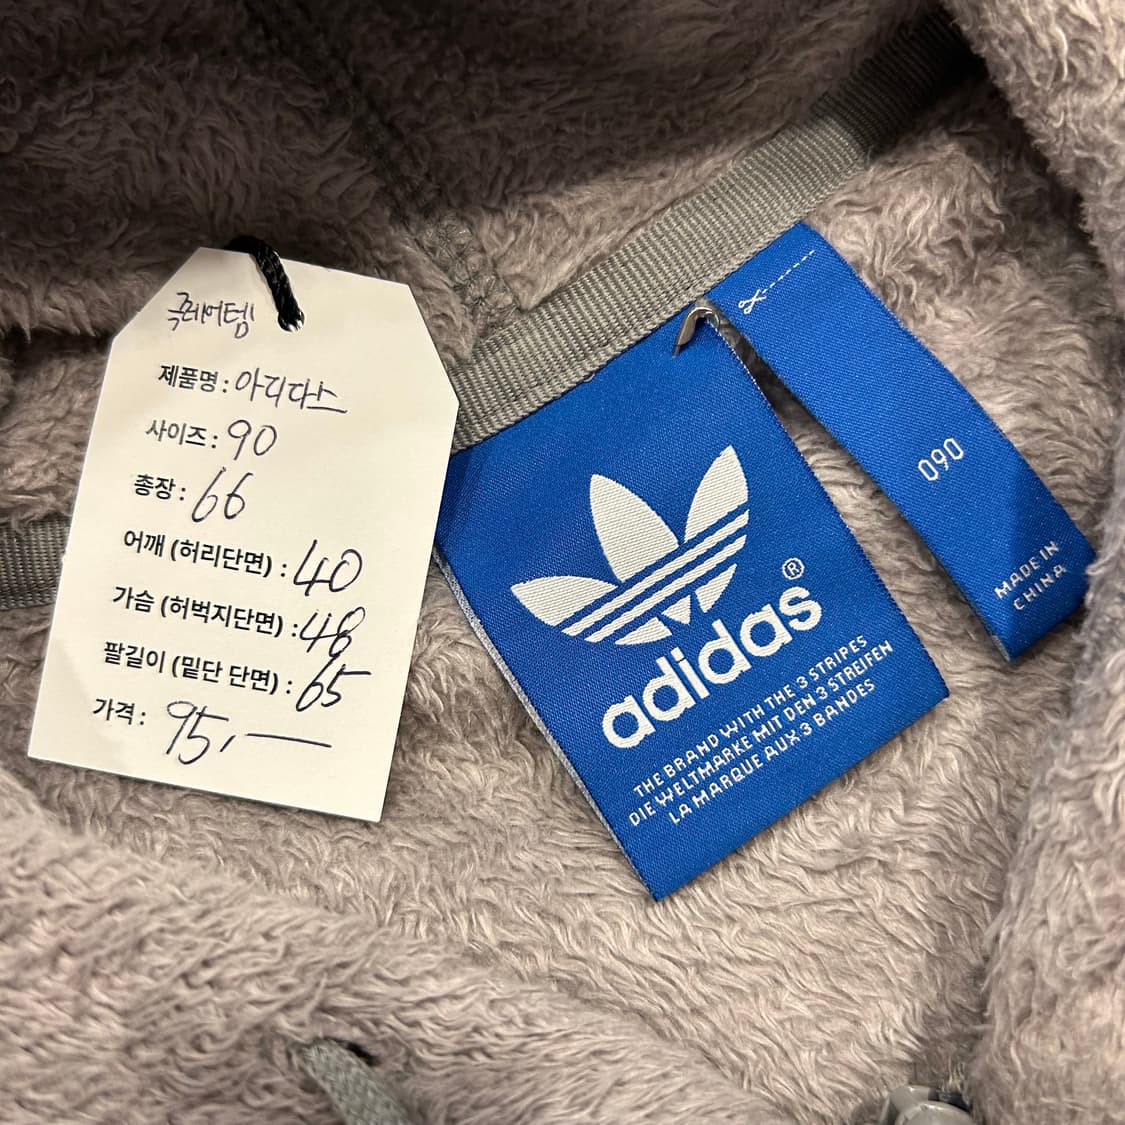 극레어템!
제품명 : 아디다스
사이즈 : 90
총장 : 66
어깨 (허리단면) : 40
가슴 (허벅지단면) : 48
팔길이 (밑단 단면) : 65
가격 : 95,—
adidas®
THE BRAND WITH THE 3 STRIPES
DIE WELTMARKE MIT DEN 3 STREIFEN
LA MARQUE AUX 3 BANDES
090
MADE IN
CHINA